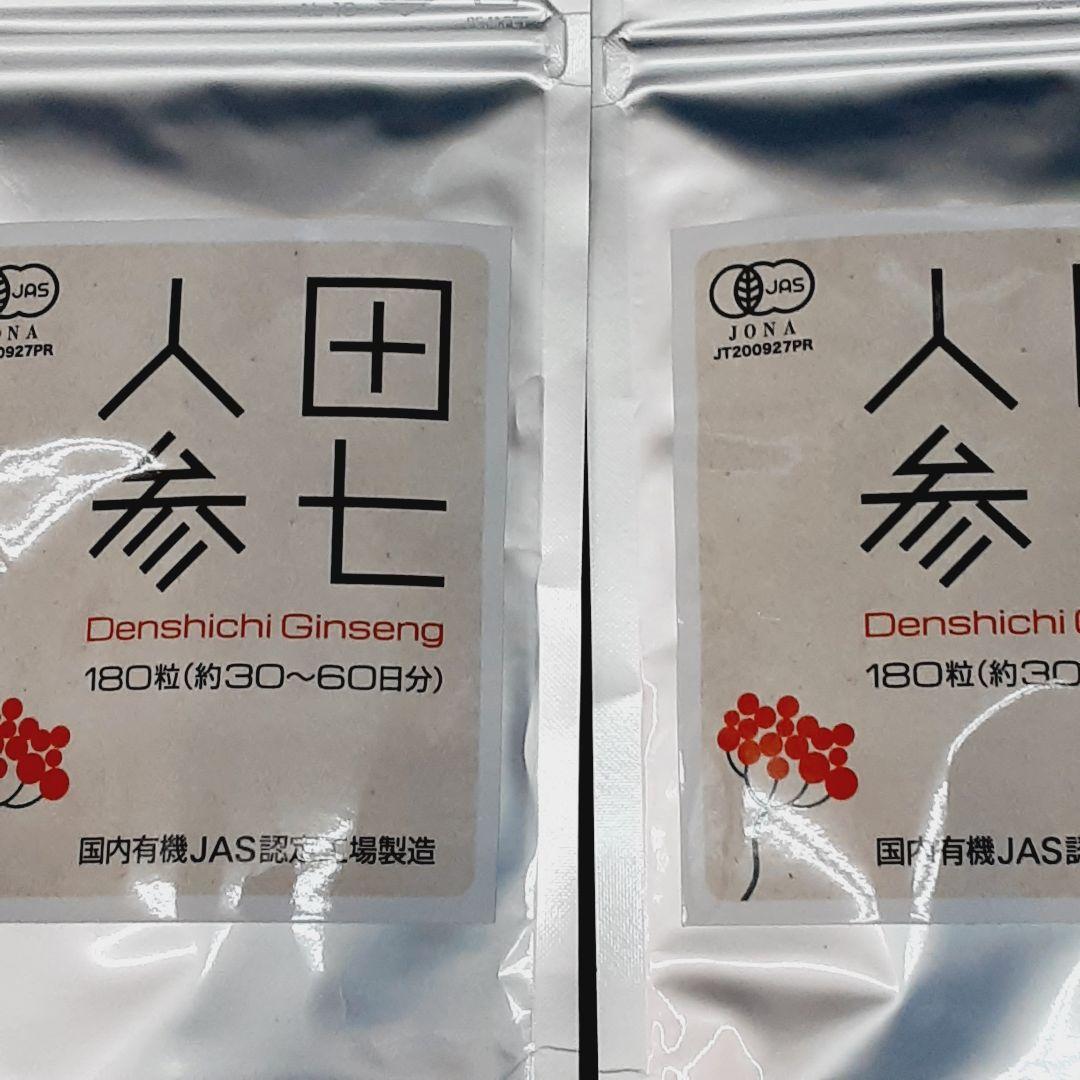 JAS
JONA
0927PR
田七
人参
Denshichi Ginseng
180粒(約30〜60日分)
国内有機JAS認定工場製造
JAS
JONA
JT200927PR
人参
Denshichi
180粒(約30
国内有機JAS